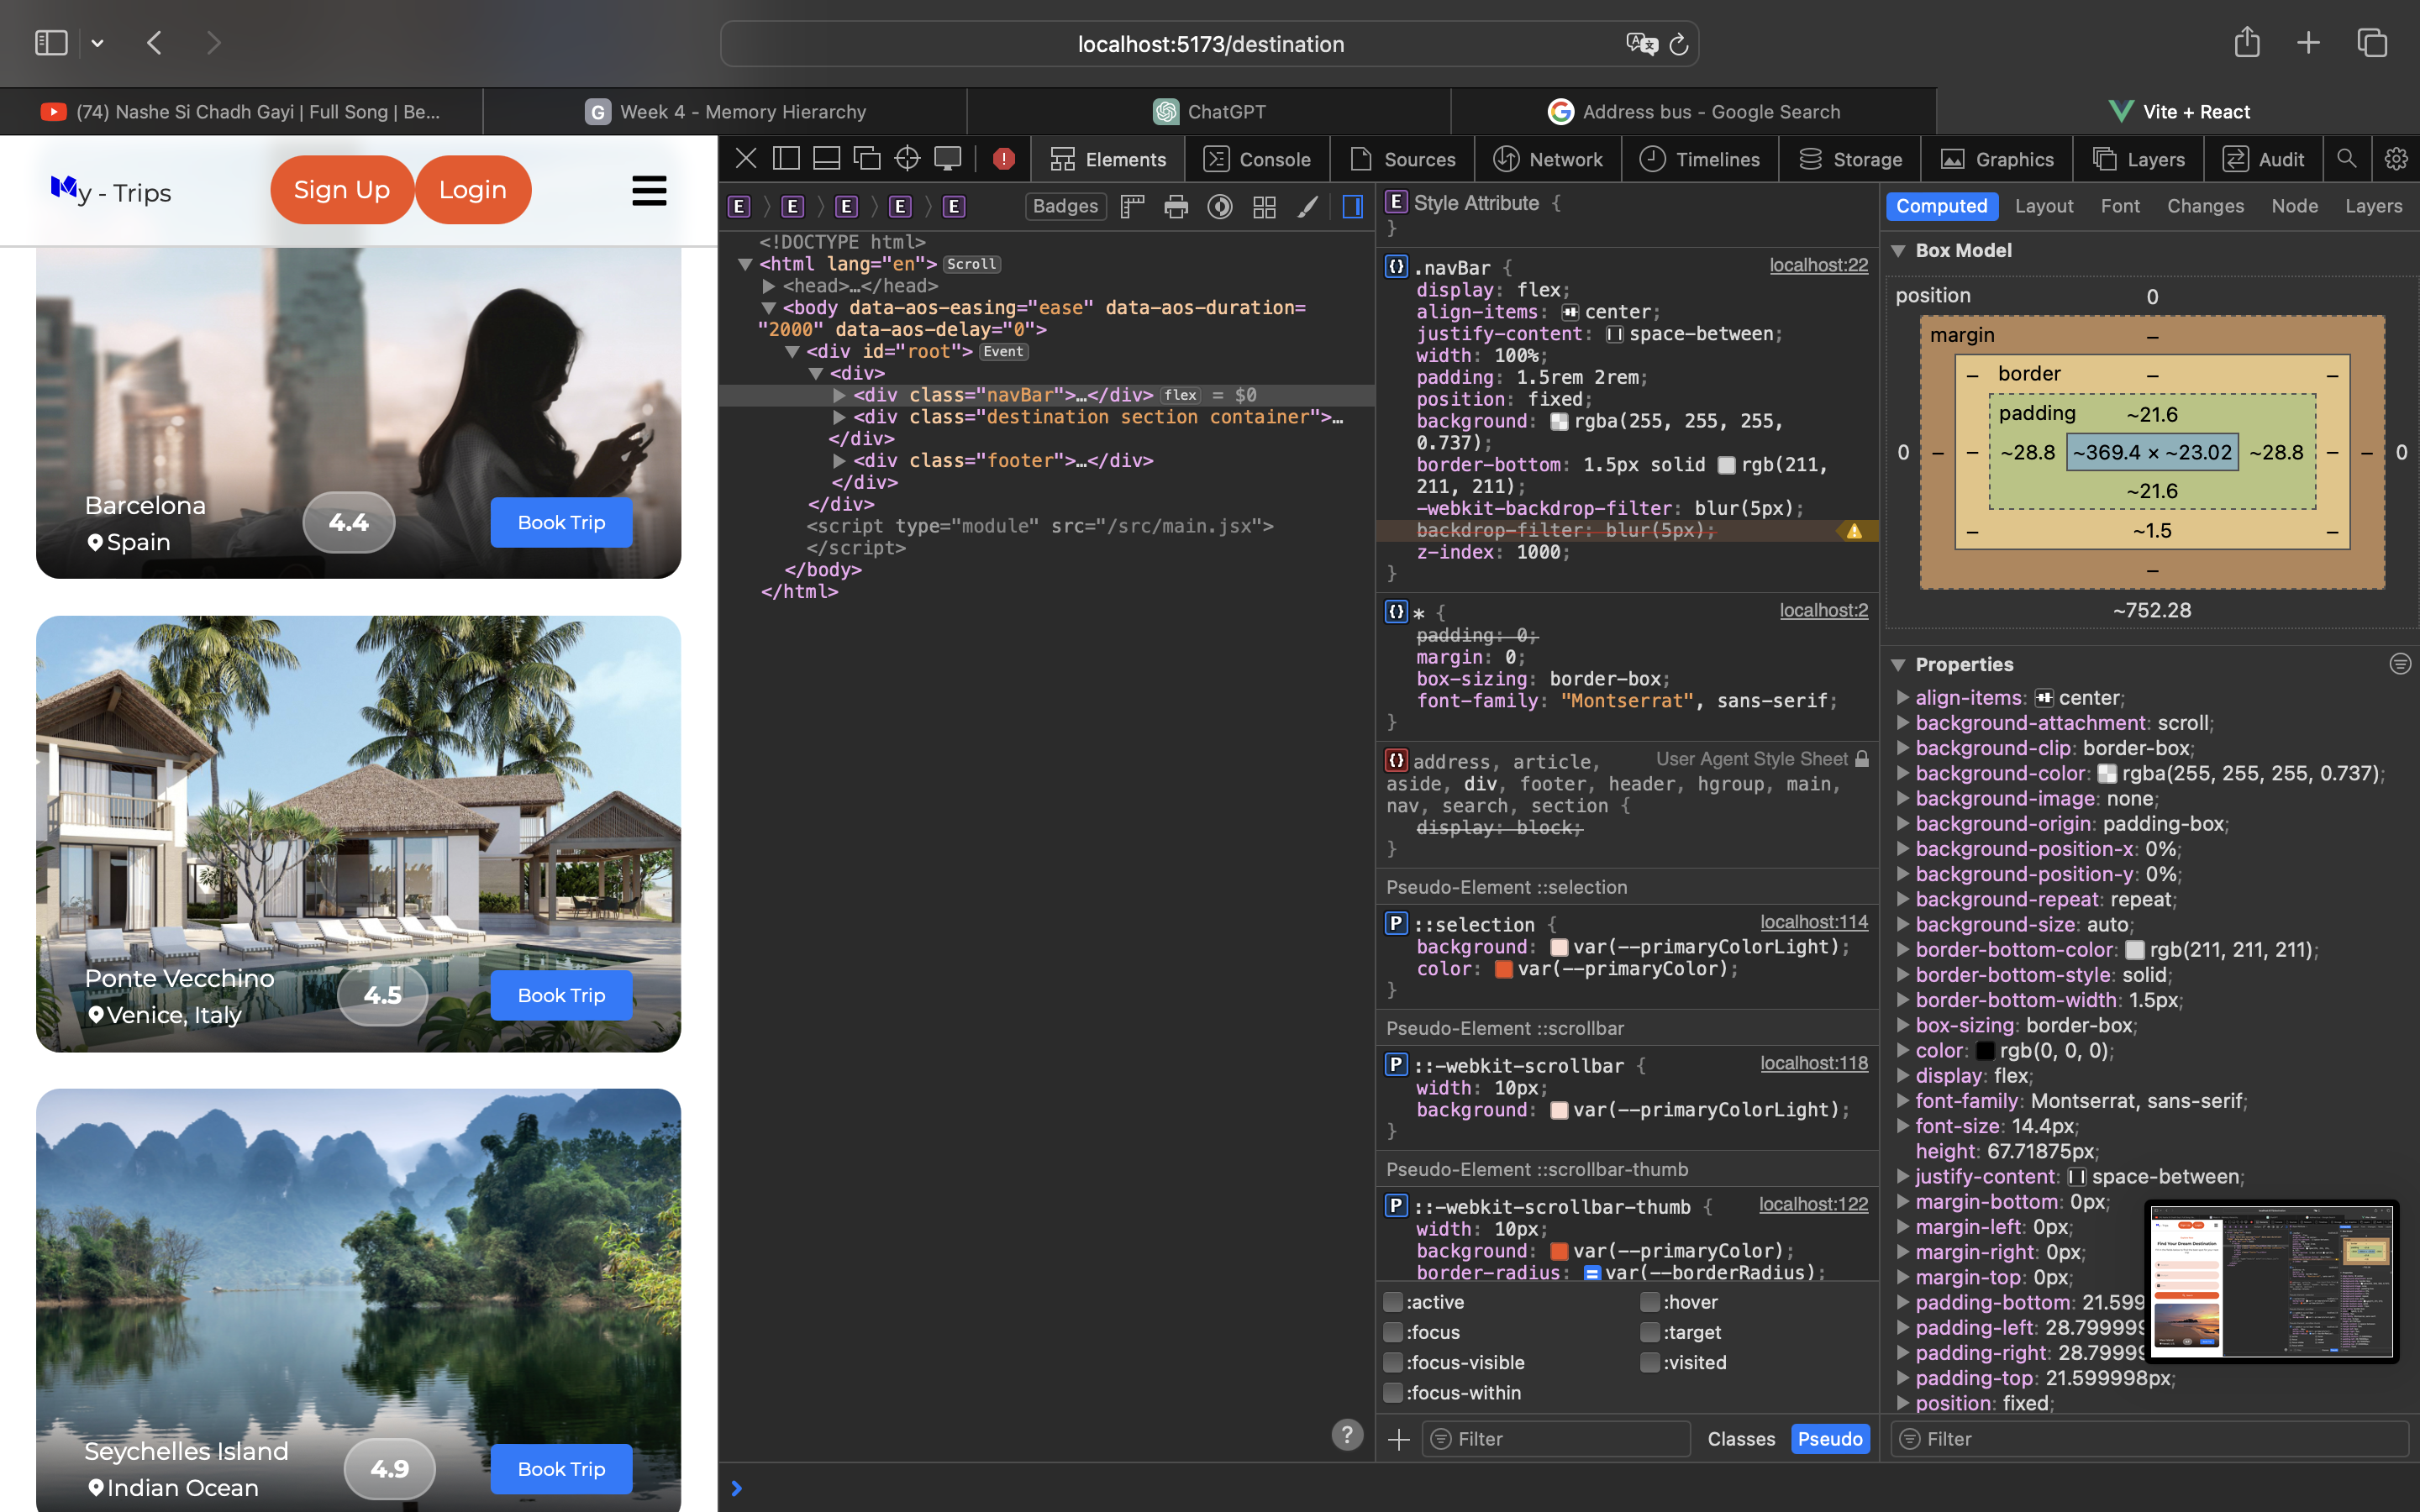 localhost:5173/destination
(74) Nashe Si Chadh Gayi | Full Song | Be...
Week 4 - Memory Hierarchy
ChatGPT
Address bus - Google Search
Vite + React
y - Trips
Sign Up
Login
Barcelona
Spain
4.4
Book Trip
Ponte Vecchino
Venice, Italy
4.5
Book Trip
Seychelles Island
Indian Ocean
4.9
Book Trip
Elements
Console
Sources
Network
Timelines
Storage
Graphics
Layers
Audit
E E E E E
Badges
<!DOCTYPE html>
<html lang="en"> Scroll
<head>…</head>
<body data-aos-easing="ease" data-aos-duration=
"2000" data-aos-delay="0">
<div id="root"> Event
<div>
<div class="navBar">…</div> flex = $0
<div class="destination section container">…
</div>
<div class="footer">…</div>
</div>
</div>
<script type="module" src="/src/main.jsx">
</script>
</body>
</html>
E Style Attribute {
}
.navBar { localhost:22
display: flex;
align-items: center;
justify-content: space-between;
width: 100%;
padding: 1.5rem 2rem;
position: fixed;
background: rgba(255, 255, 255,
0.737);
border-bottom: 1.5px solid rgb(211,
211, 211);
-webkit-backdrop-filter: blur(5px);
backdrop-filter: blur(5px);
z-index: 1000;
}
* { localhost:2
padding: 0;
margin: 0;
box-sizing: border-box;
font-family: "Montserrat", sans-serif;
}
address, article, User Agent Style Sheet
aside, div, footer, header, hgroup, main,
nav, search, section {
display: block;
}
Pseudo-Element ::selection
P ::selection { localhost:114
background: var(--primaryColorLight);
color: var(--primaryColor);
}
Pseudo-Element ::scrollbar
P ::-webkit-scrollbar { localhost:118
width: 10px;
background: var(--primaryColorLight);
}
Pseudo-Element ::scrollbar-thumb
P ::-webkit-scrollbar-thumb { localhost:122
width: 10px;
background: var(--primaryColor);
border-radius: var(--borderRadius);
:active
:hover
:focus
:target
:focus-visible
:visited
:focus-within
Filter
Classes
Pseudo
Computed
Layout
Font
Changes
Node
Layers
Box Model
position 0
margin –
– border – –
padding ~21.6
0 – – ~28.8 ~369.4 × ~23.02 ~28.8 – – 0
~21.6
– ~1.5 –
–
~752.28
Properties
align-items: center;
background-attachment: scroll;
background-clip: border-box;
background-color: rgba(255, 255, 255, 0.737);
background-image: none;
background-origin: padding-box;
background-position-x: 0%;
background-position-y: 0%;
background-repeat: repeat;
background-size: auto;
border-bottom-color: rgb(211, 211, 211);
border-bottom-style: solid;
border-bottom-width: 1.5px;
box-sizing: border-box;
color: rgb(0, 0, 0);
display: flex;
font-family: Montserrat, sans-serif;
font-size: 14.4px;
height: 67.71875px;
justify-content: space-between;
margin-bottom: 0px;
margin-left: 0px;
margin-right: 0px;
margin-top: 0px;
padding-bottom: 21.599
padding-left: 28.799999
padding-right: 28.79999
padding-top: 21.599998px;
position: fixed;
Find Your Dream Destination
Filter